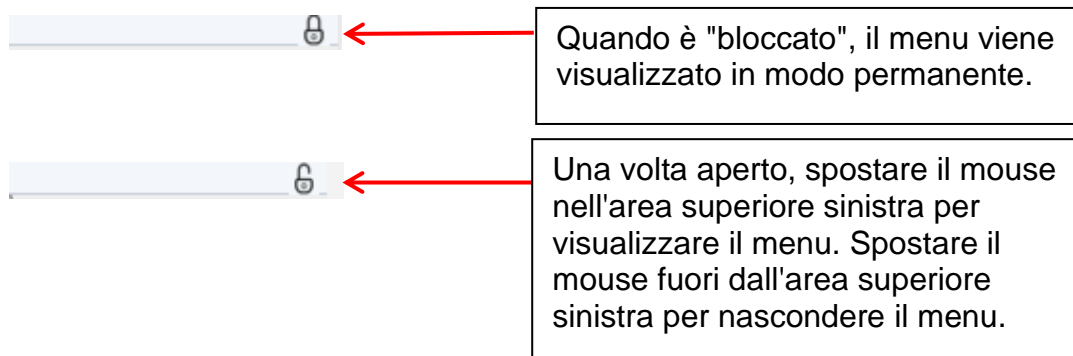 Quando è "bloccato", il menu viene
visualizzato in modo permanente.
Una volta aperto, spostare il mouse
nell'area superiore sinistra per
visualizzare il menu. Spostare il
mouse fuori dall'area superiore
sinistra per nascondere il menu.